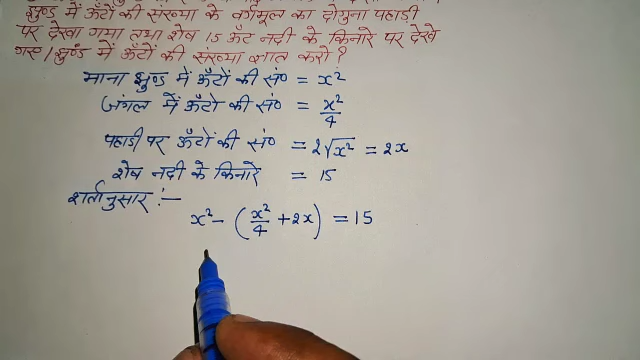 झुण्ड में ऊँटों की संख्या के वर्गमूल का दोगुना पहाड़ी
पर देखा गया तथा शेष 15 ऊँट नदी के किनारे पर देखे
गए। झुण्ड में ऊँटों की संख्या ज्ञात करो?
माना झुण्ड में ऊँटों की सं० = x²
जंगल में ऊँटों की सं० = x²/4
पहाड़ी पर ऊँटों की सं० = 2√x² = 2x
शेष नदी के किनारे = 15
शर्तानुसार :-
x² - (x²/4 + 2x) = 15